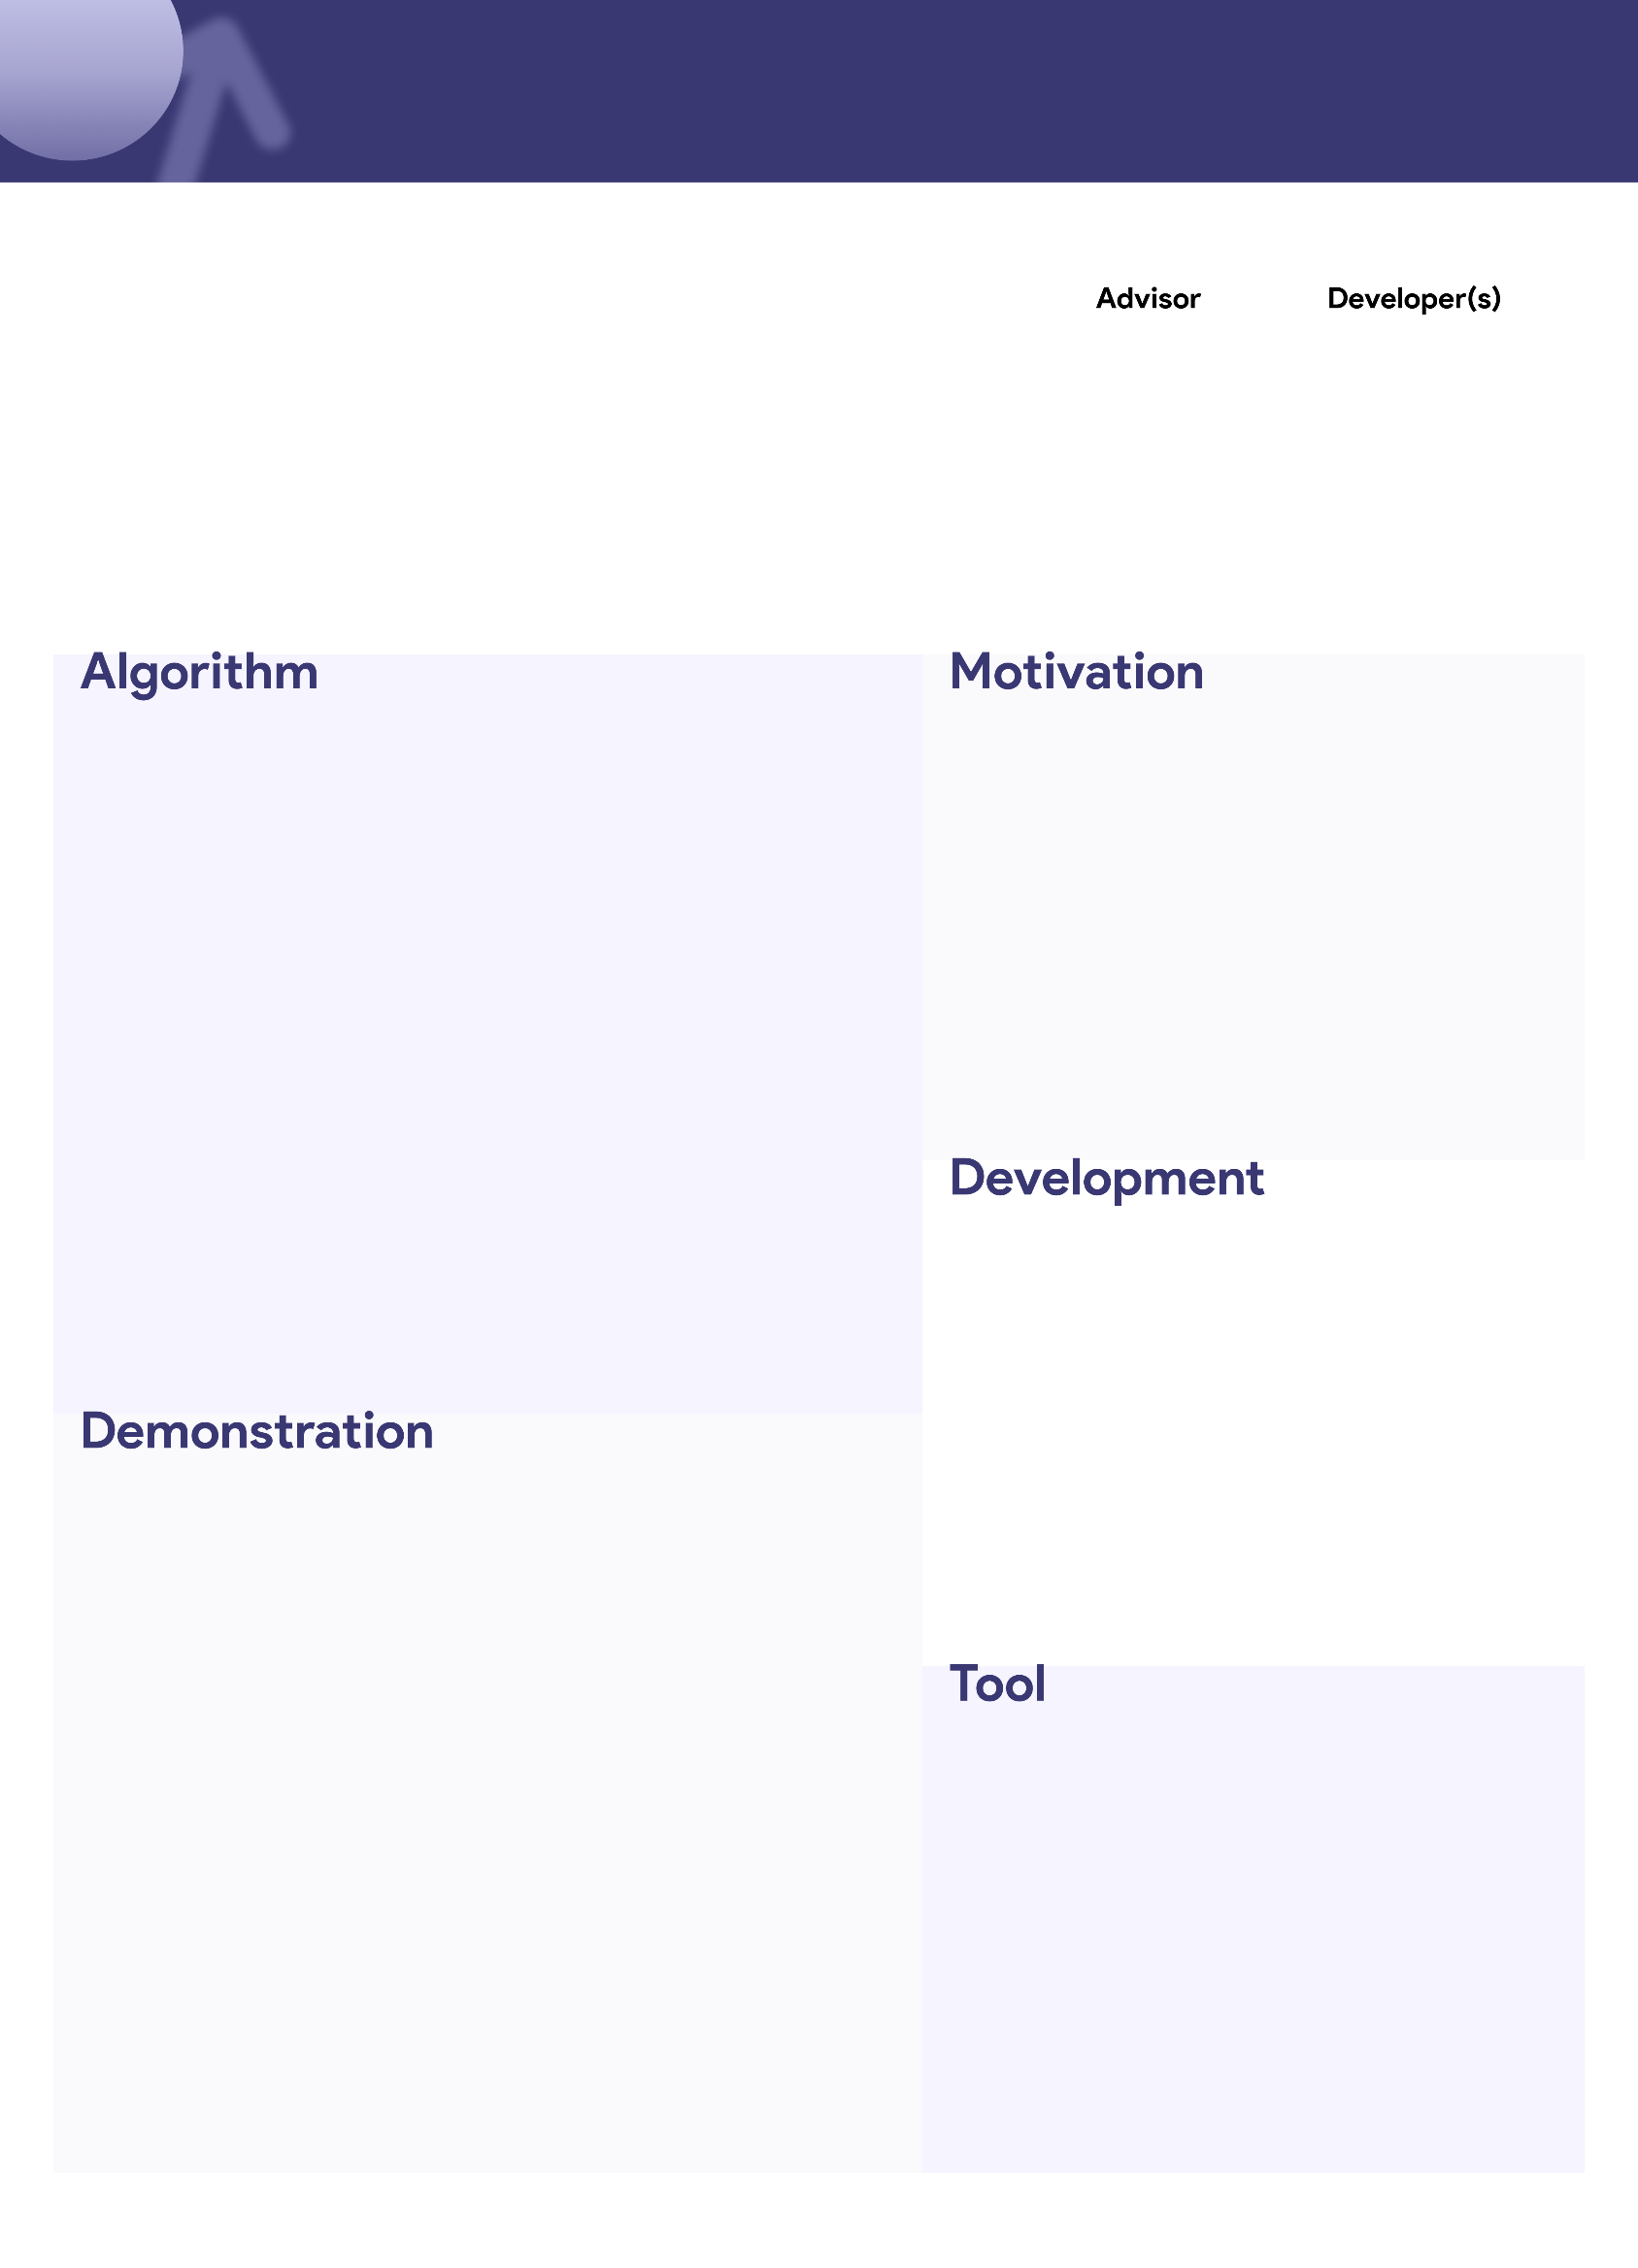 Advisor
Developer(s)
Algorithm
Motivation
Development
Demonstration
Tool